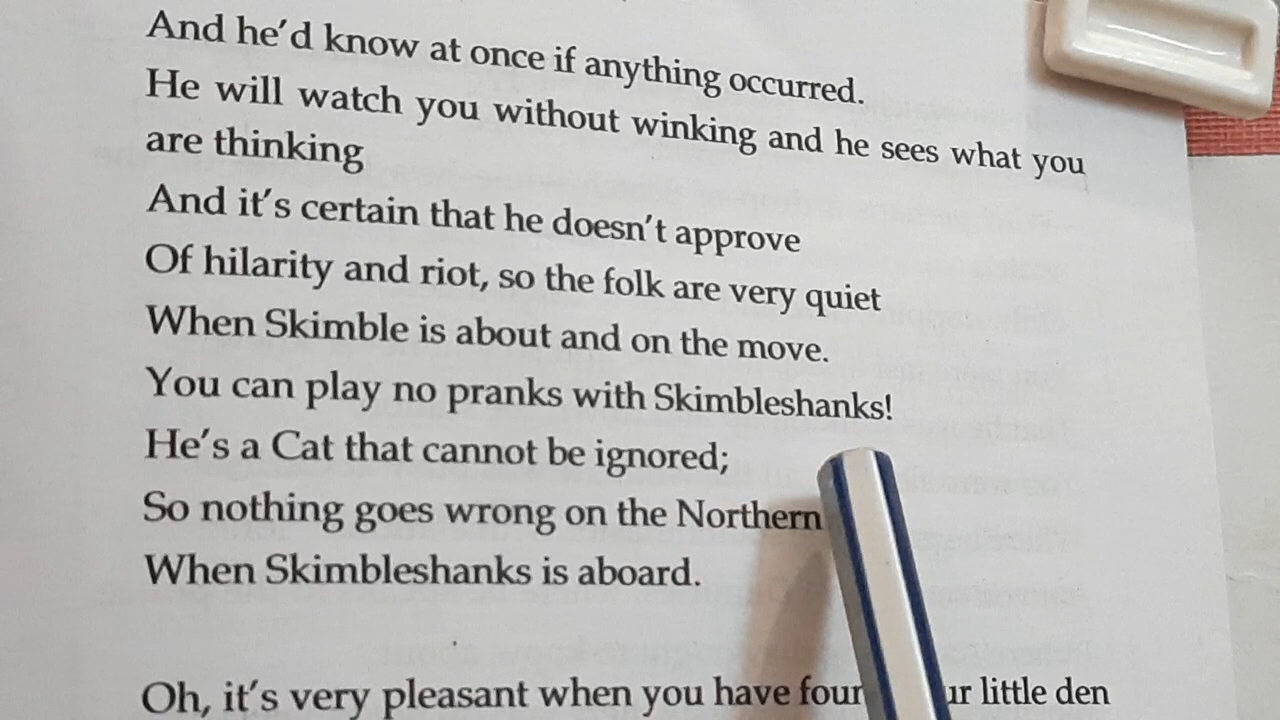 And he'd know at once if anything occurred.
He will watch you without winking and he sees what you
are thinking
And it's certain that he doesn't approve
Of hilarity and riot, so the folk are very quiet
When Skimble is about and on the move.
You can play no pranks with Skimbleshanks!
He's a Cat that cannot be ignored;
So nothing goes wrong on the Northern
When Skimbleshanks is aboard.
Oh, it's very pleasant when you have little den